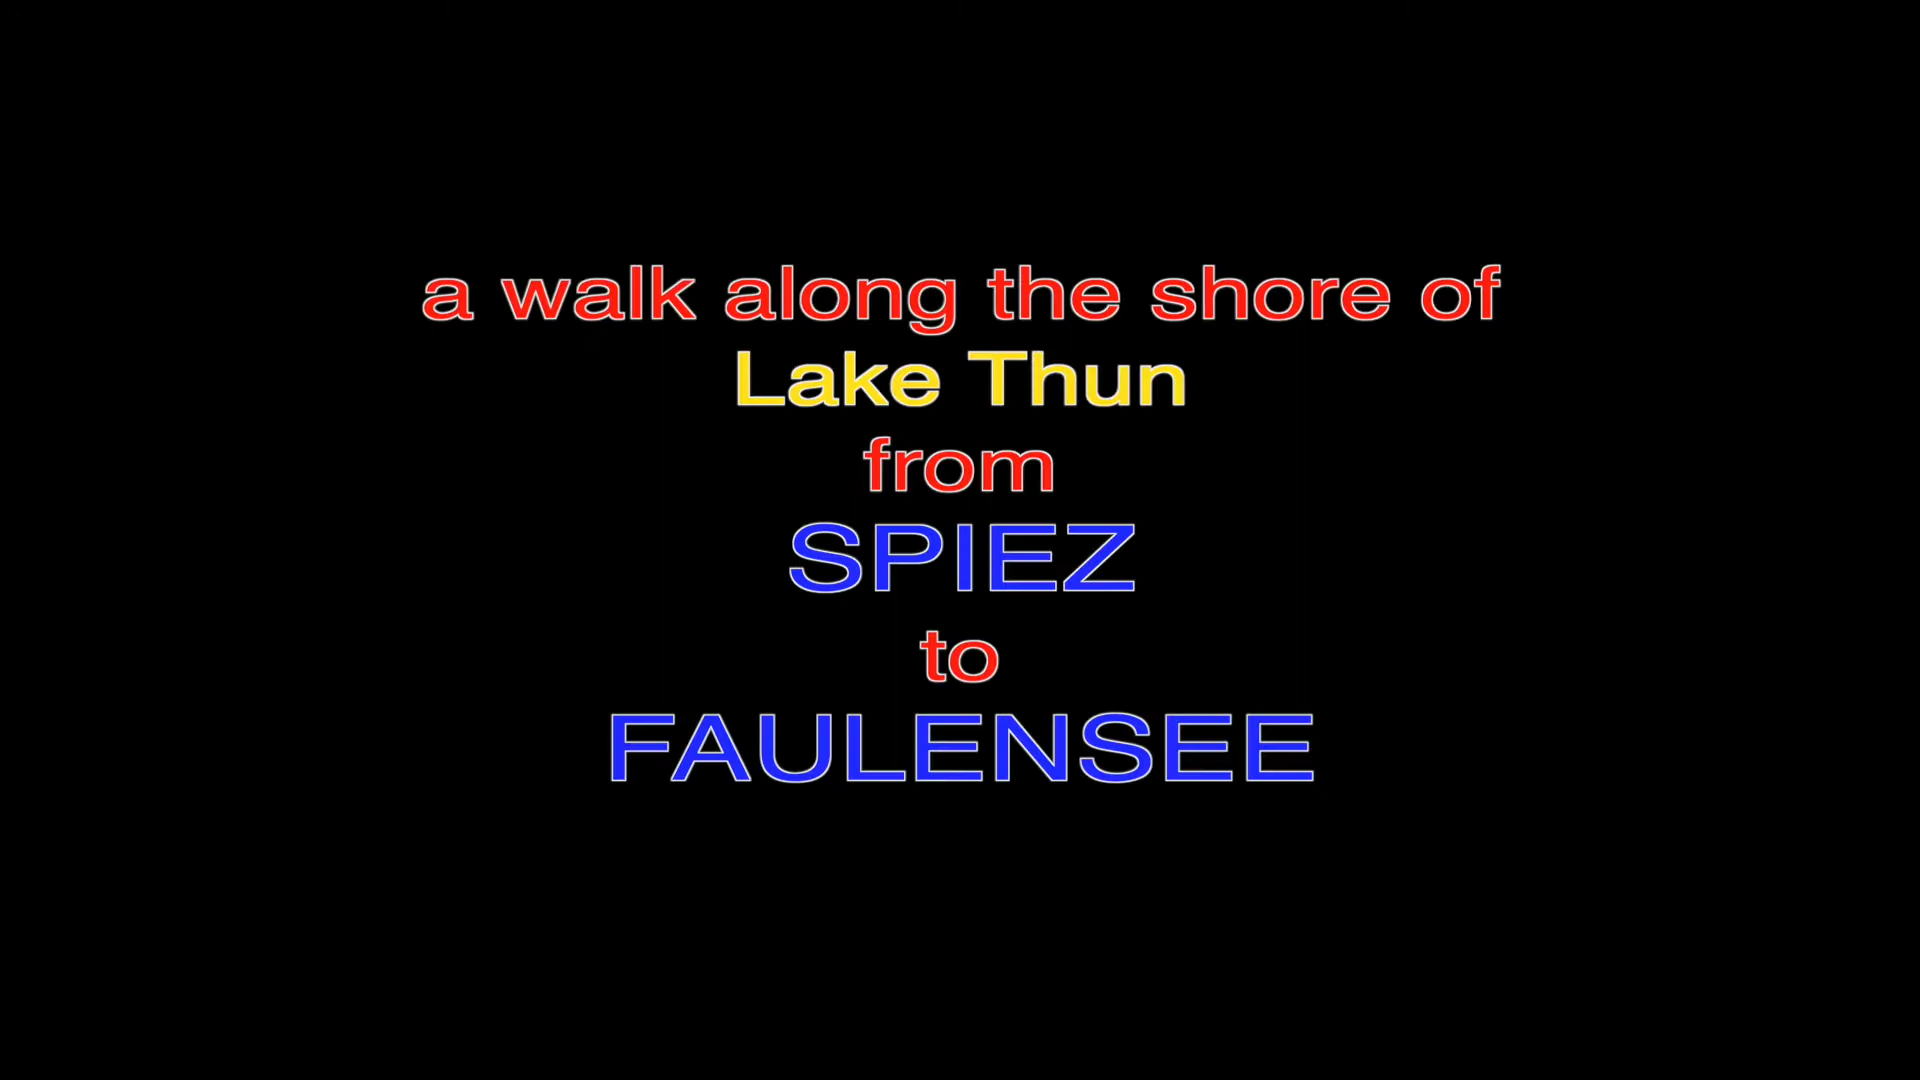 a walk along the shore of
Lake Thun
from
SPIEZ
to
FAULENSEE